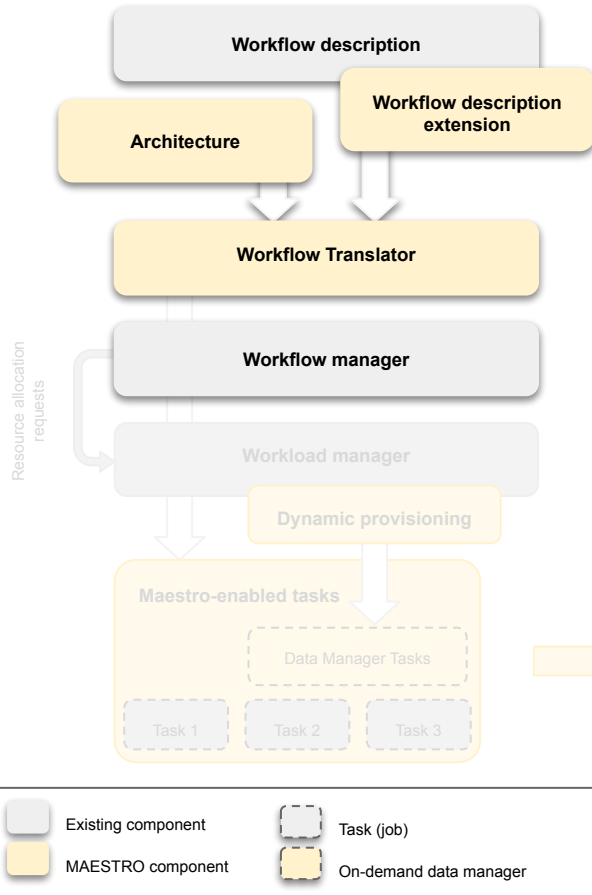 Workflow description
Workflow description
extension
Architecture
Workflow Translator
Resource allocation
requests
Workflow manager
Workload manager
Dynamic provisioning
Maestro-enabled tasks
Data Manager Tasks
Task 1
Task 2
Task 3
Existing component
Task (job)
MAESTRO component
On-demand data manager